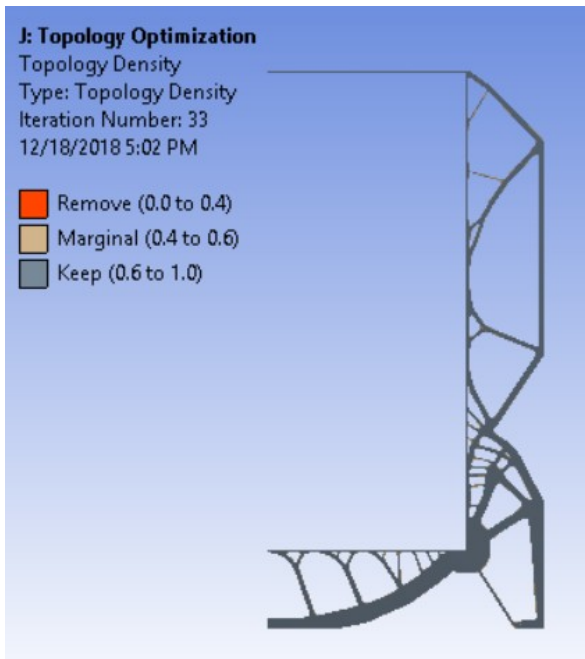 J: Topology Optimization
Topology Density
Type: Topology Density
Iteration Number: 33
12/18/2018 5:02 PM
Remove (0.0 to 0.4)
Marginal (0.4 to 0.6)
Keep (0.6 to 1.0)